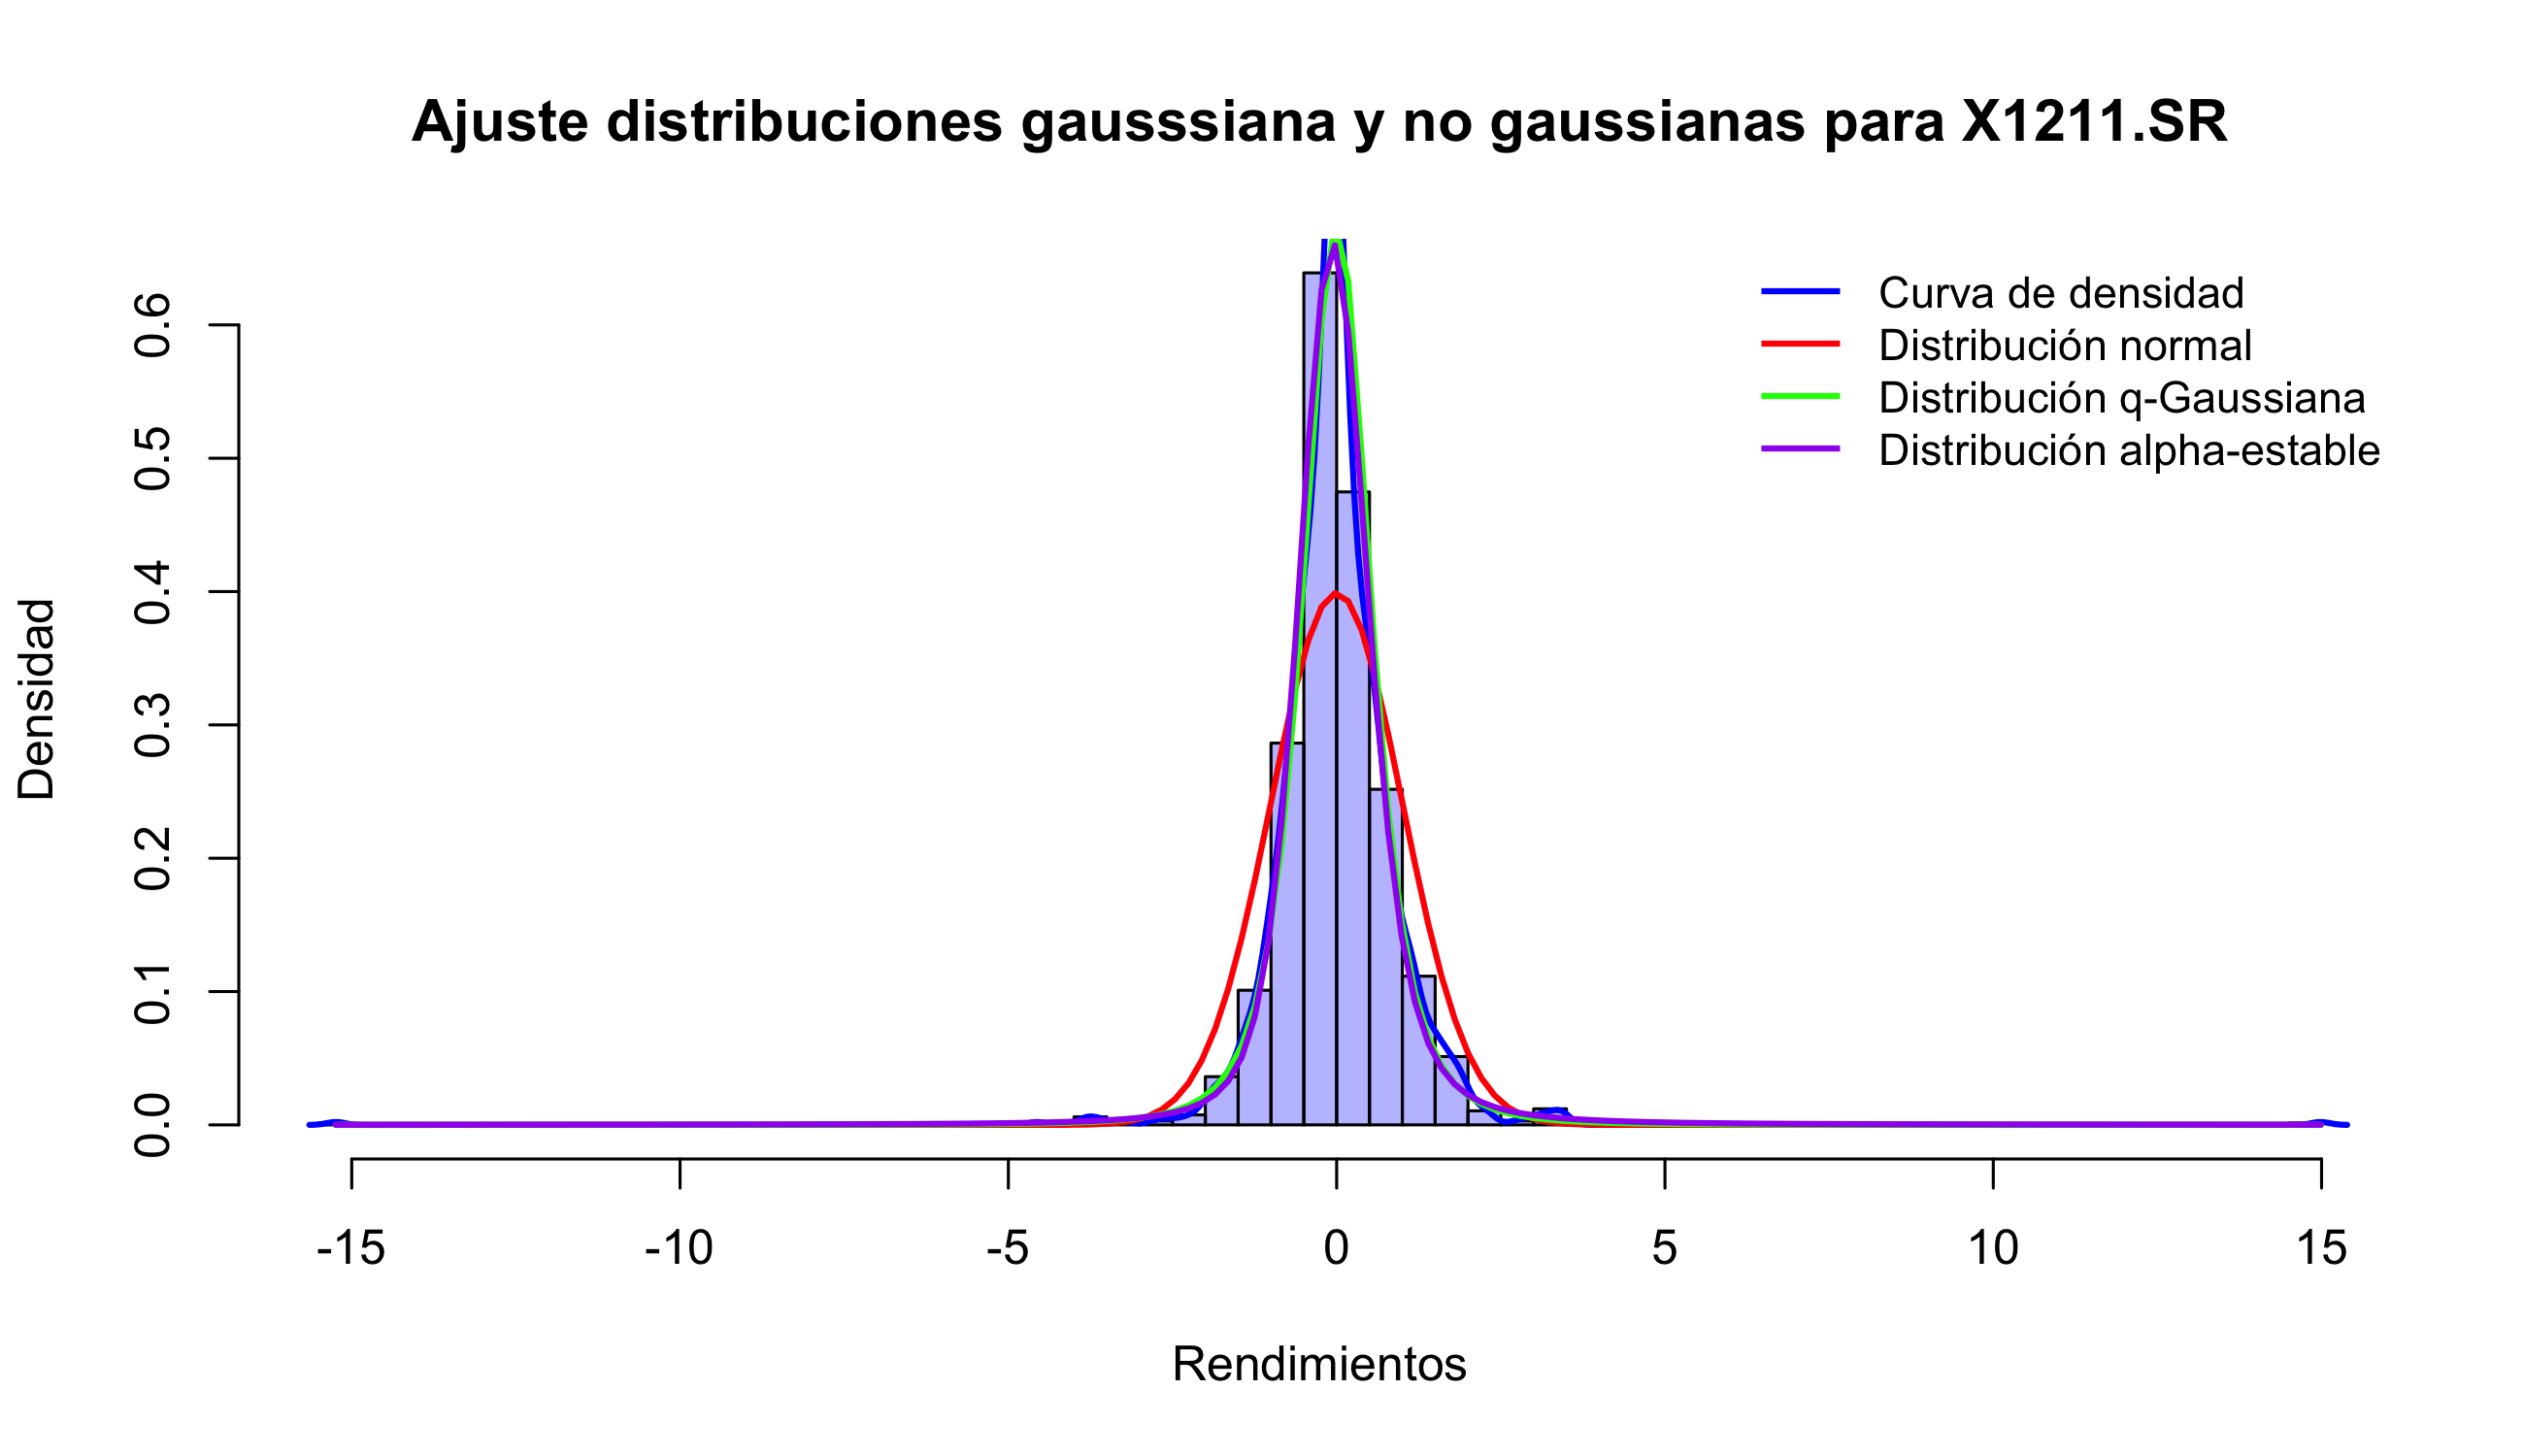 Ajuste distribuciones gausssiana y no gaussianas para X1211.SR
Curva de densidad
Distribución normal
Distribución q-Gaussiana
Distribución alpha-estable
Densidad
0.6
0.5
0.4
0.3
0.2
0.1
0.0
-15 -10 -5 0 5 10 15
Rendimientos